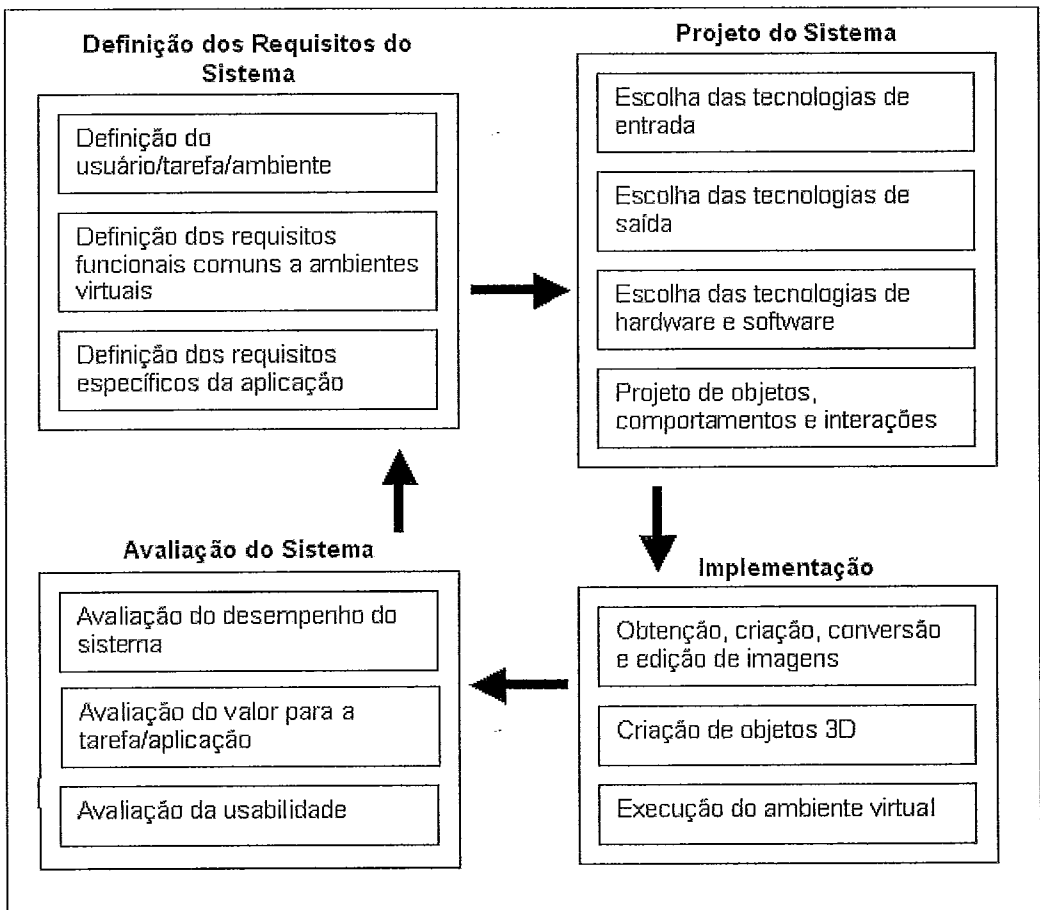 Definição dos Requisitos do
Sistema
Definição do
usuário/tarefa/ambiente
Definição dos requisitos
funcionais comuns a ambientes
virtuais
Definição dos requisitos
específicos da aplicação
Projeto do Sistema
Escolha das tecnologias de
entrada
Escolha das tecnologias de
saída
Escolha das tecnologias de
hardware e software
Projeto de objetos,
comportamentos e interações
Implementação
Obtenção, criação, conversão
e edição de imagens
Criação de objetos 3D
Execução do ambiente virtual
Avaliação do Sistema
Avaliação do desempenho do
sistema
Avaliação do valor para a
tarefa/aplicação
Avaliação da usabilidade